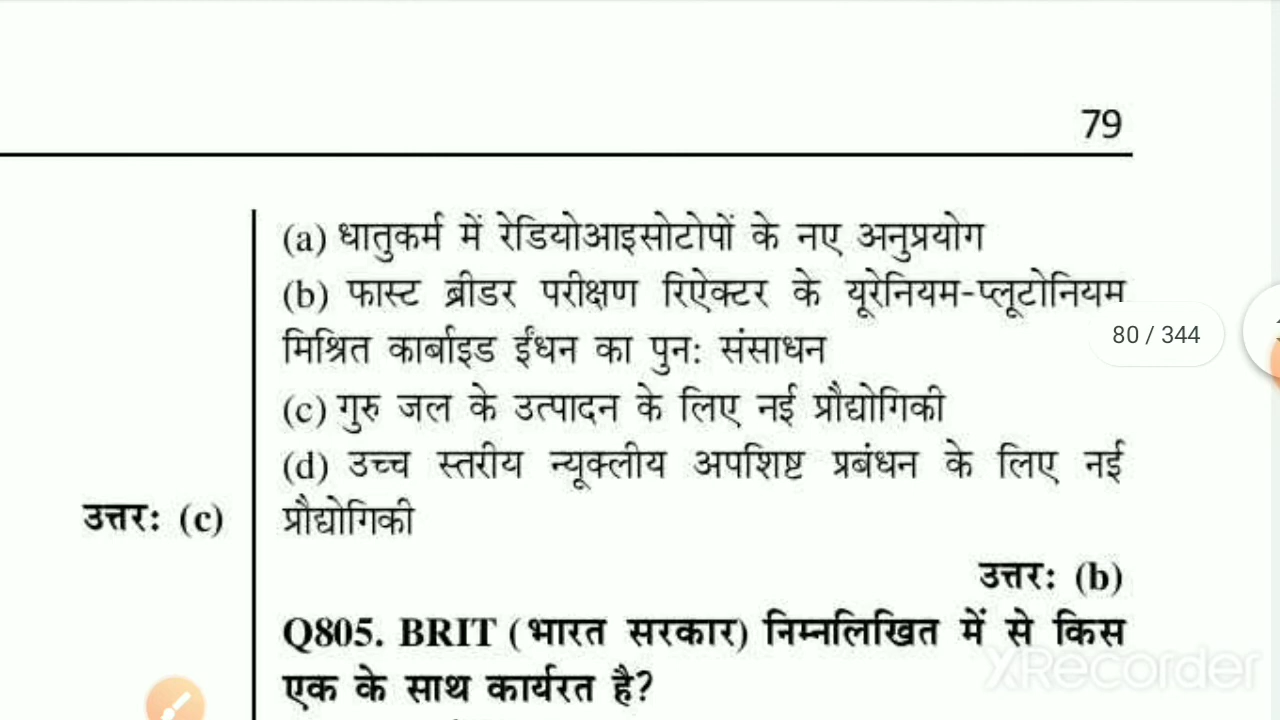 79
(a) धातुकर्म में रेडियोआइसोटोपों के नए अनुप्रयोग
(b) फास्ट ब्रीडर परीक्षण रिऐक्टर के यूरेनियम-प्लूटोनियम
80 / 344
मिश्रित कार्बाइड ईंधन का पुनः संसाधन
(c) गुरु जल के उत्पादन के लिए नई प्रौद्योगिकी
(d) उच्च स्तरीय न्यूक्लीय अपशिष्ट प्रबंधन के लिए नई
उत्तरः (c)
प्रौद्योगिकी
उत्तरः (b)
Q805. BRIT (भारत सरकार) निम्नलिखित में से किस
एक के साथ कार्यरत है?
XRecorder